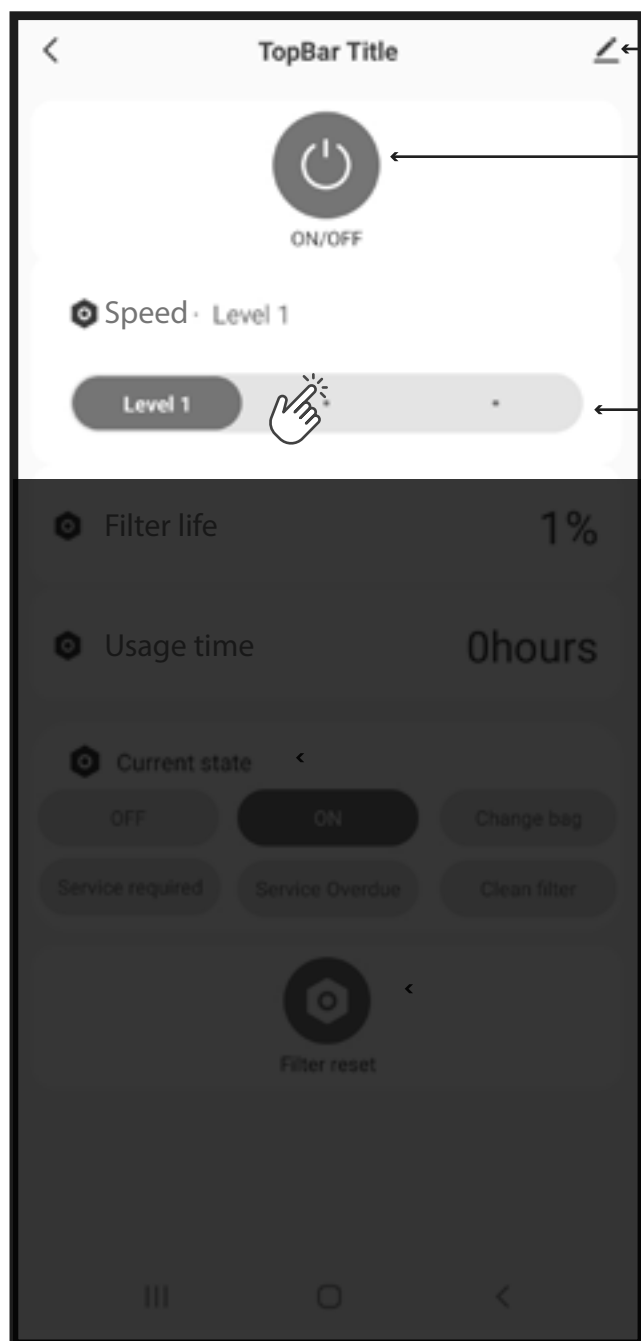 TopBar Title
ON/OFF
Speed · Level 1
Level 1
Filter life 1%
Usage time 0hours
Current state
OFF ON Change bag
Service required Service Overdue Clean filter
Filter reset